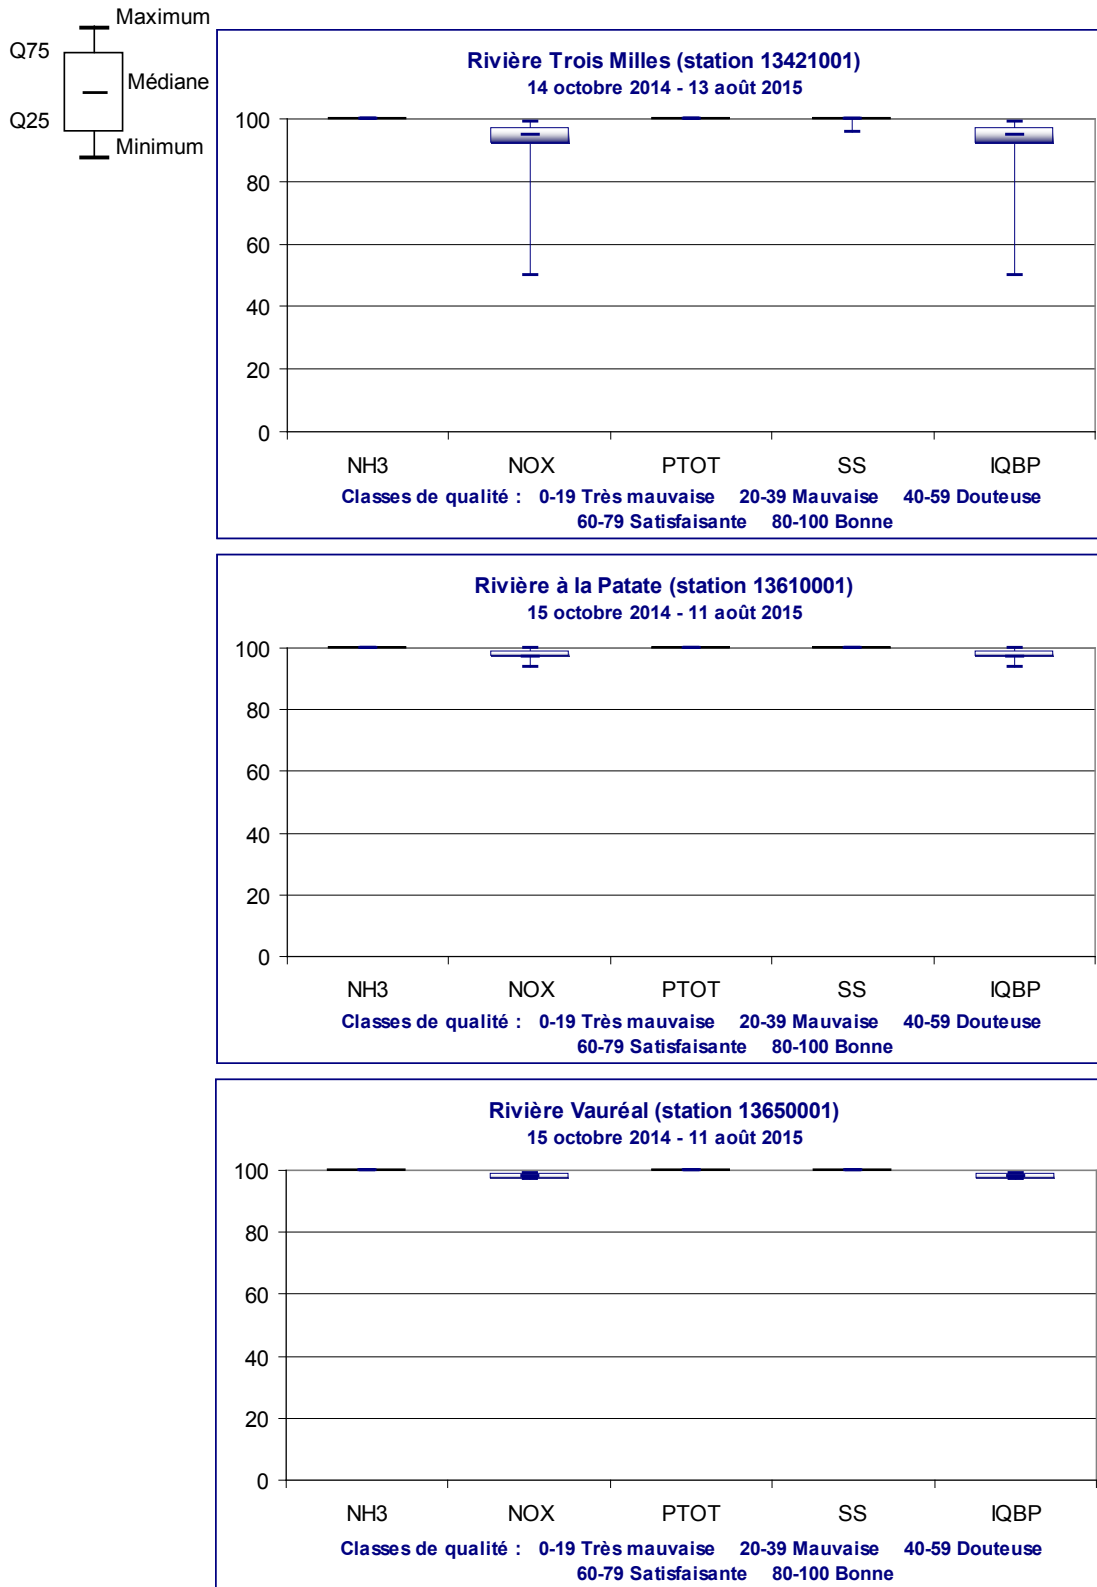 Maximum
Q75
Médiane
Q25
Minimum
Rivière Trois Milles (station 13421001)
14 octobre 2014 - 13 août 2015
100
80
60
40
20
0
NH3 NOX PTOT SS IQBP
Classes de qualité : 0-19 Très mauvaise 20-39 Mauvaise 40-59 Douteuse
60-79 Satisfaisante 80-100 Bonne
Rivière à la Patate (station 13610001)
15 octobre 2014 - 11 août 2015
100
80
60
40
20
0
NH3 NOX PTOT SS IQBP
Classes de qualité : 0-19 Très mauvaise 20-39 Mauvaise 40-59 Douteuse
60-79 Satisfaisante 80-100 Bonne
Rivière Vauréal (station 13650001)
15 octobre 2014 - 11 août 2015
100
80
60
40
20
0
NH3 NOX PTOT SS IQBP
Classes de qualité : 0-19 Très mauvaise 20-39 Mauvaise 40-59 Douteuse
60-79 Satisfaisante 80-100 Bonne